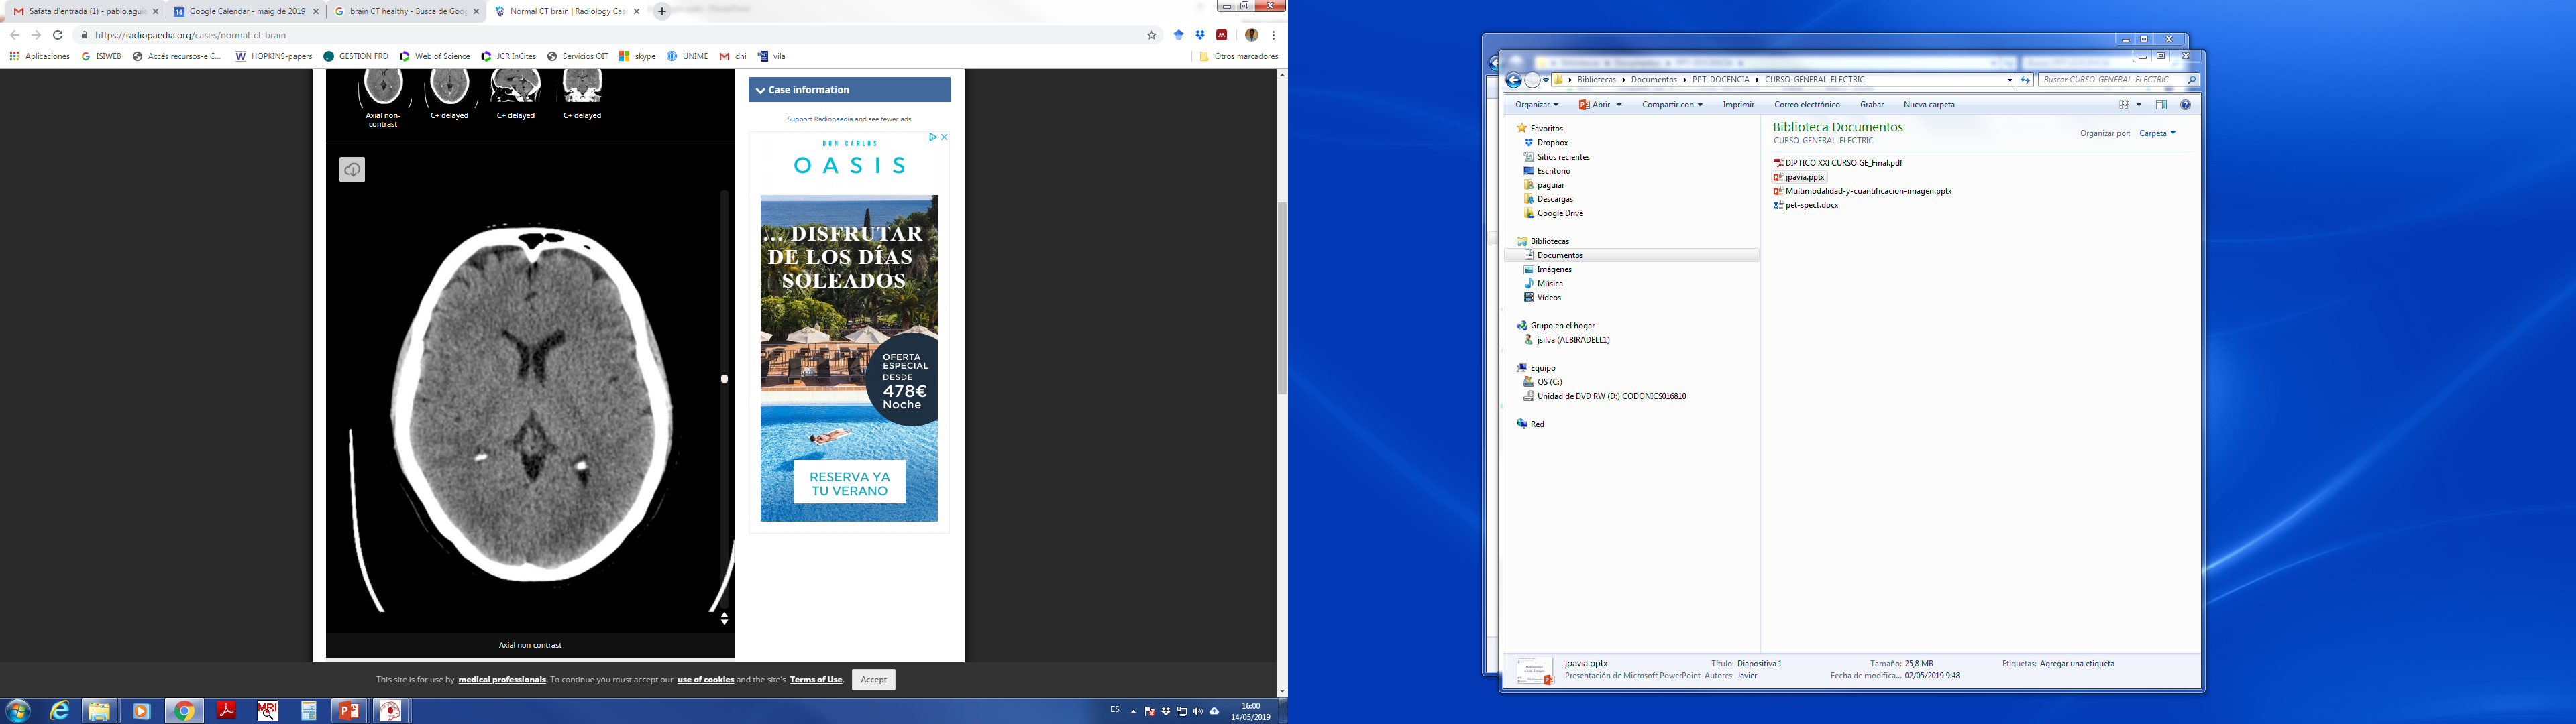 Safata d'entrada (1) - pablo.agui
Google Calendar - maig de 2019
brain CT healthy - Busca de Goo
Normal CT brain | Radiology Cas
https://radiopaedia.org/cases/normal-ct-brain
Aplicaciones
ISIWEB
Accés recursos-e C...
HOPKINS-papers
GESTION FRD
Web of Science
JCR InCites
Servicios OIT
skype
UNIME
dni
vila
Otros marcadores
Axial non-
contrast
C+ delayed
C+ delayed
C+ delayed
Case information
Support Radiopaedia and see fewer ads
DON CARLOS
OASIS
... DISFRUTAR
DE LOS DÍAS
SOLEADOS
OFERTA
ESPECIAL
DESDE
478€
Noche
RESERVA YA
TU VERANO
Axial non-contrast
This site is for use by medical professionals. To continue you must accept our use of cookies and the site's Terms of Use.
Accept
MRI
ES
16:00
14/05/2019
Bibliotecas
Documentos
PPT-DOCENCIA
CURSO-GENERAL-ELECTRIC
Buscar CURSO-GENERAL-ELECTRIC
Organizar
Abrir
Compartir con
Imprimir
Correo electrónico
Grabar
Nueva carpeta
Favoritos
Dropbox
Sitios recientes
Escritorio
paguiar
Descargas
Google Drive
Bibliotecas
Documentos
Imágenes
Música
Vídeos
Grupo en el hogar
jsilva (ALBIRADELL1)
Equipo
OS (C:)
Unidad de DVD RW (D:) CODONICS016810
Red
Biblioteca Documentos
CURSO-GENERAL-ELECTRIC
Organizar por: Carpeta
DIPTICO XXI CURSO GE_Final.pdf
jpavia.pptx
Multimodalidad-y-cuantificacion-imagen.pptx
pet-spect.docx
jpavia.pptx
Título: Diapositiva 1
Tamaño: 25,8 MB
Etiquetas: Agregar una etiqueta
Presentación de Microsoft PowerPoint
Autores: Javier
Fecha de modifica... 02/05/2019 9:48